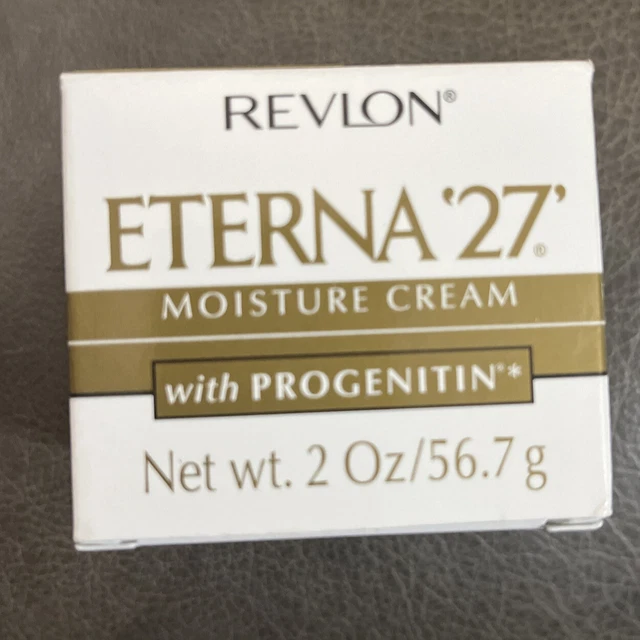 REVLON®
ETERNA '27'®
MOISTURE CREAM
with PROGENITIN®*
Net wt. 2 Oz/56.7 g